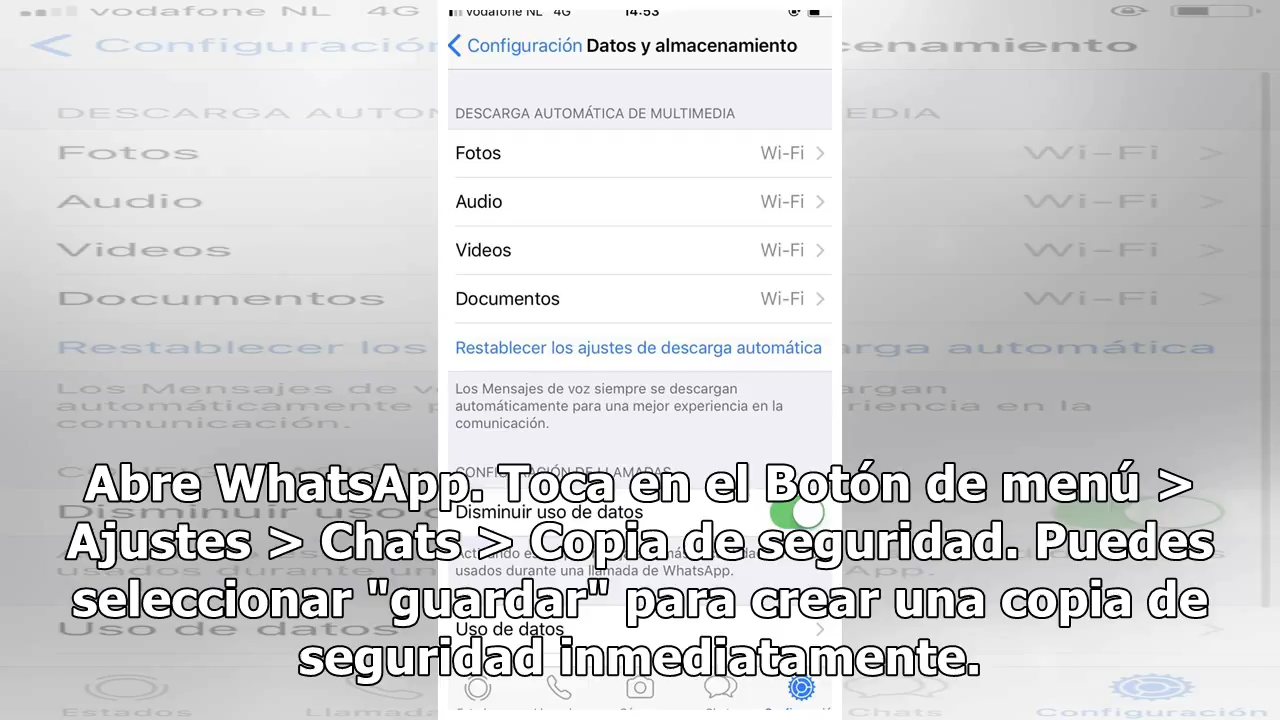 vodafone NL 4G 14:53
Configuración Datos y almacenamiento
DESCARGA AUTOMÁTICA DE MULTIMEDIA
Fotos Wi-Fi
Audio Wi-Fi
Videos Wi-Fi
Documentos Wi-Fi
Restablecer los ajustes de descarga automática
Los Mensajes de voz siempre se descargan
automáticamente para una mejor experiencia en la
comunicación.
CONFIGURACIÓN DE LLAMADAS
Disminuir uso de datos
usados durante una llamada de WhatsApp.
Uso de datos
Abre WhatsApp. Toca en el Botón de menú >
Ajustes > Chats > Copia de seguridad. Puedes
seleccionar "guardar" para crear una copia de
seguridad inmediatamente.